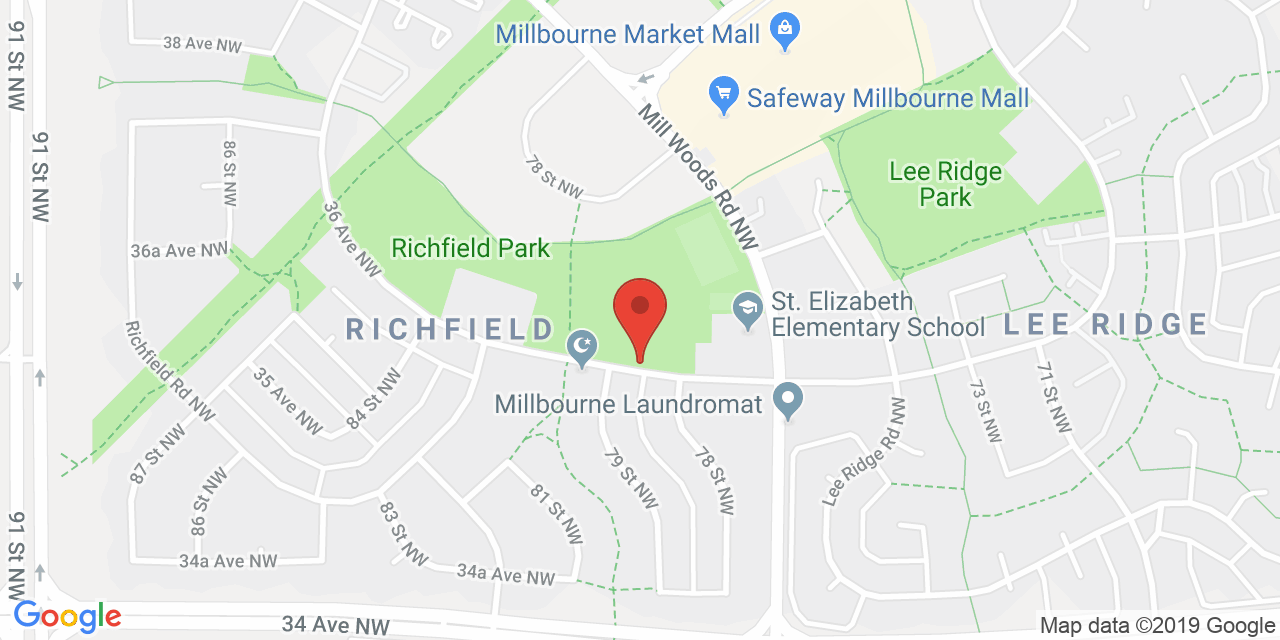 91 St NW
91 St NW
38 Ave NW
Millbourne Market Mall
Safeway Millbourne Mall
Mill Woods Rd NW
86 St NW
78 St NW
Lee Ridge
Park
36 Ave NW
36a Ave NW
Richfield Park
St. Elizabeth
Elementary School
RICHFIELD
LEE RIDGE
Richfield Rd NW
35 Ave NW
84 St NW
Millbourne Laundromat
73 St NW
71 St NW
87 St NW
86 St NW
83 St NW
81 St NW
79 St NW
78 St NW
Lee Ridge Rd NW
91 St NW
34a Ave NW
34a Ave NW
Google
34 Ave NW
Map data ©2019 Google